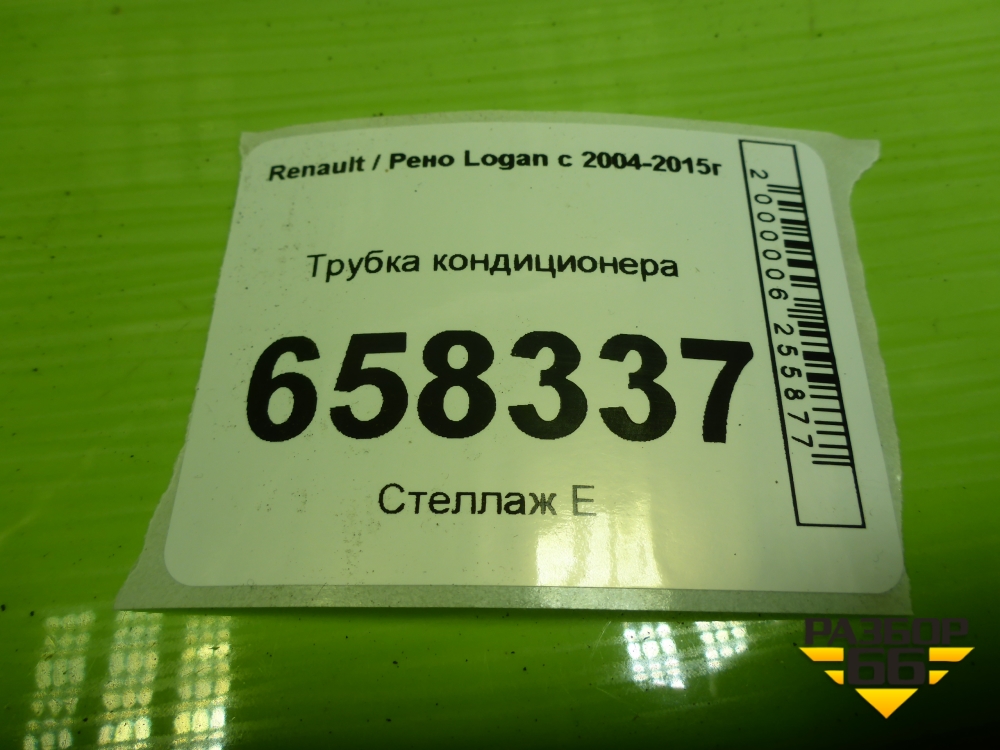 Renault / Рено Logan с 2004-2015г
Трубка кондиционера
658337
Стеллаж Е
2000006255877
РАЗБОР
66